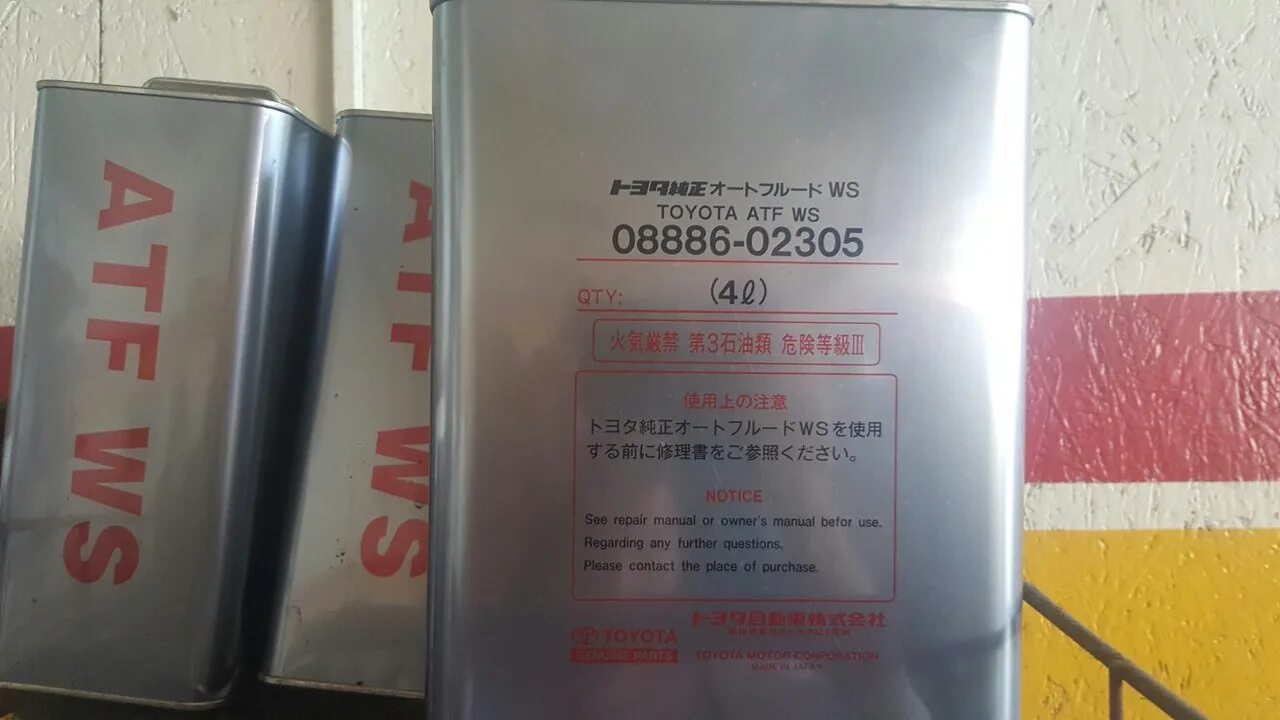 ATF WS
ATF WS
トヨタ純正オートフルード WS
TOYOTA ATF WS
08886-02305
QTY: (4ℓ)
火気厳禁 第3石油類 危険等級Ⅲ
使用上の注意
トヨタ純正オートフルードWSを使用
する前に修理書をご参照ください。
NOTICE
See repair manual or owner's manual befor use.
Regarding any further questions.
Please contact the place of purchase.
トヨタ自動車株式会社
TOYOTA
GENUINE PARTS
TOYOTA MOTOR CORPORATION
MADE IN JAPAN